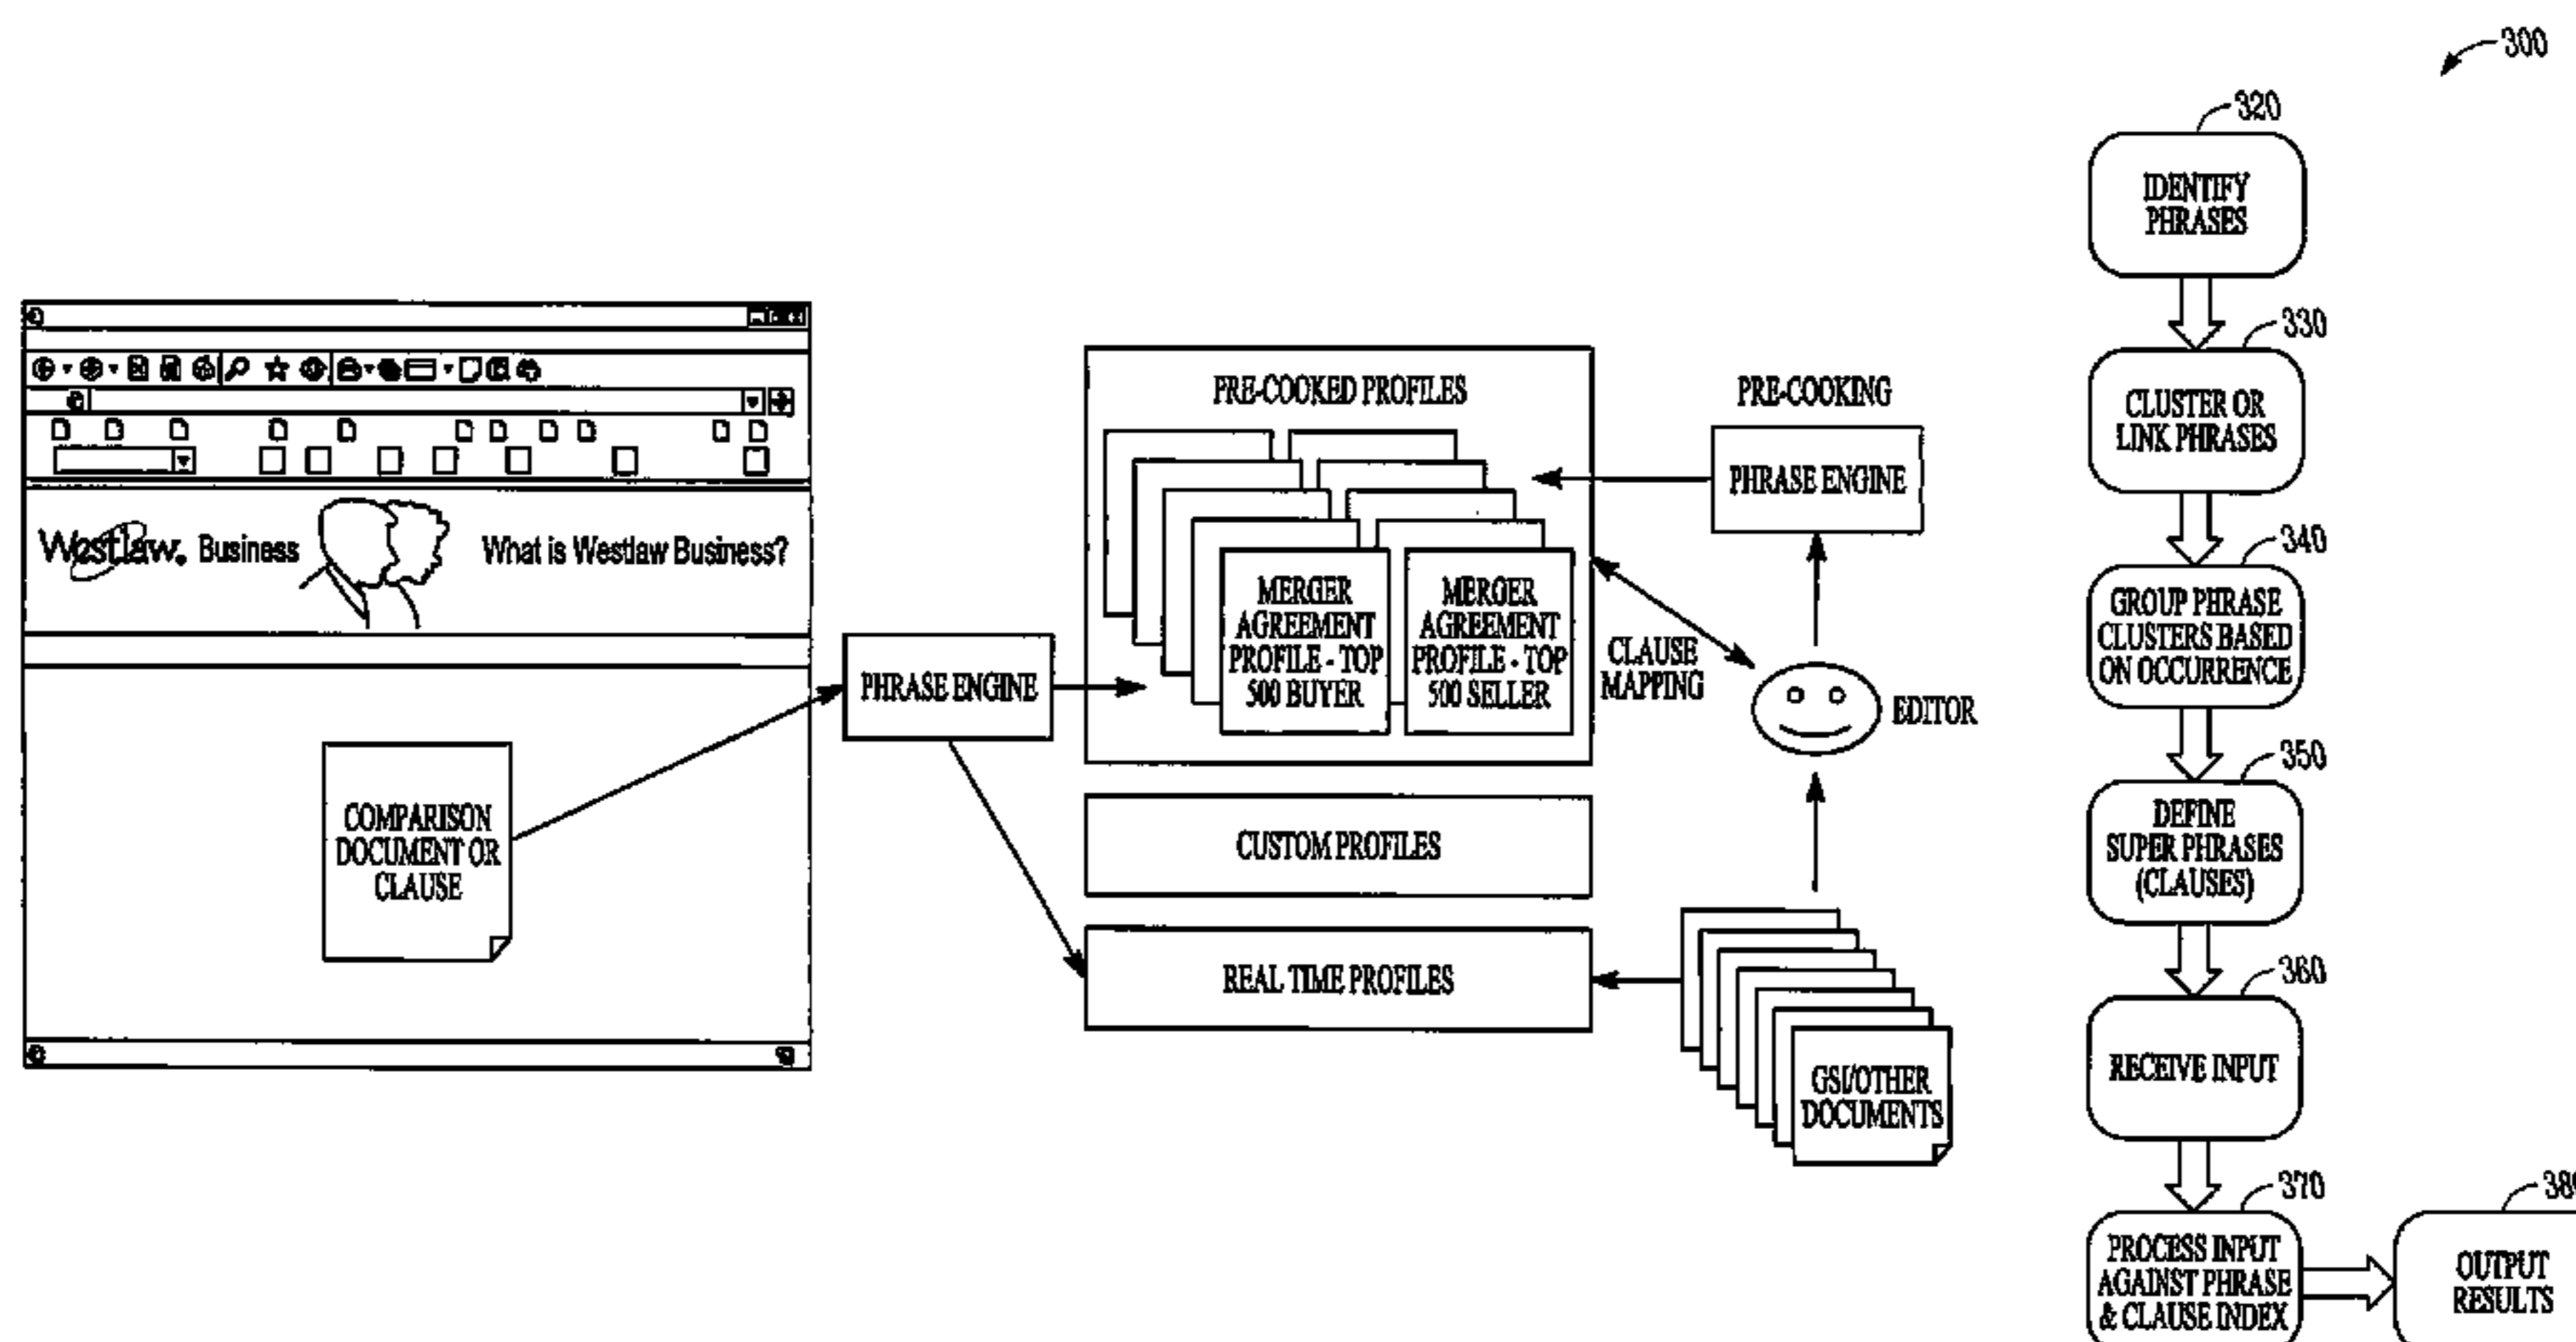 Westlaw. Business
What is Westlaw Business?
COMPARISON
DOCUMENT OR
CLAUSE
PHRASE ENGINE
PRE-COOKED PROFILES
MERGER
AGREEMENT
PROFILE - TOP
500 BUYER
MERGER
AGREEMENT
PROFILE - TOP
500 SELLER
CUSTOM PROFILES
REAL TIME PROFILES
PRE-COOKING
PHRASE ENGINE
CLAUSE
MAPPING
EDITOR
GSI/OTHER
DOCUMENTS
300
320
IDENTIFY
PHRASES
330
CLUSTER OR
LINK PHRASES
340
GROUP PHRASE
CLUSTERS BASED
ON OCCURRENCE
350
DEFINE
SUPER PHRASES
(CLAUSES)
360
RECEIVE INPUT
370
PROCESS INPUT
AGAINST PHRASE
& CLAUSE INDEX
OUTPUT
RESULTS